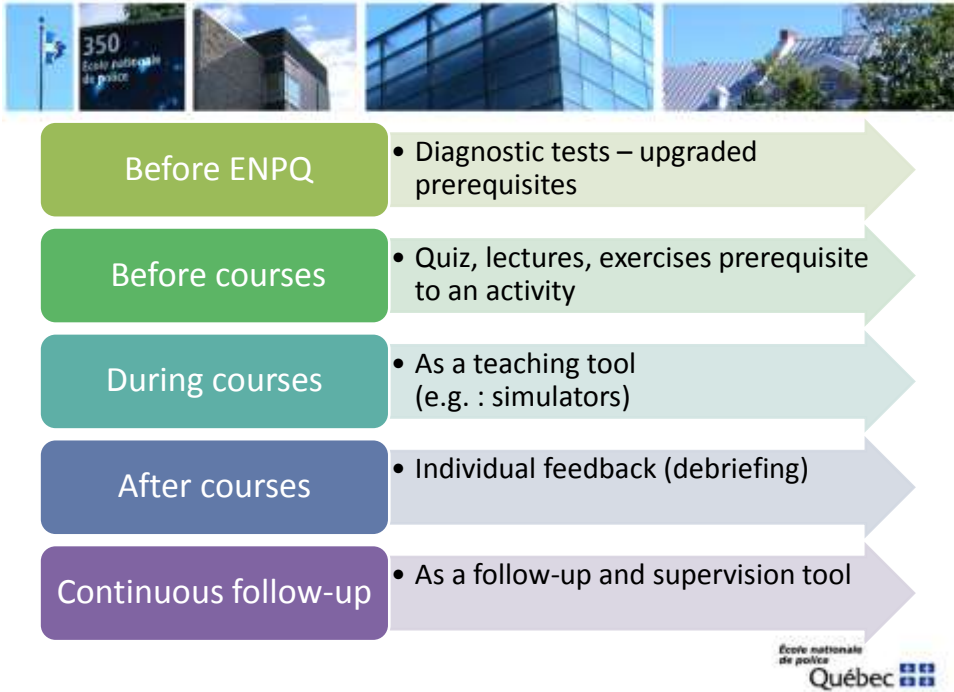 350
École nationale
de police
Before ENPQ
• Diagnostic tests – upgraded
prerequisites
Before courses
• Quiz, lectures, exercises prerequisite
to an activity
During courses
• As a teaching tool
(e.g. : simulators)
After courses
• Individual feedback (debriefing)
Continuous follow-up
• As a follow-up and supervision tool
École nationale
de police
Québec